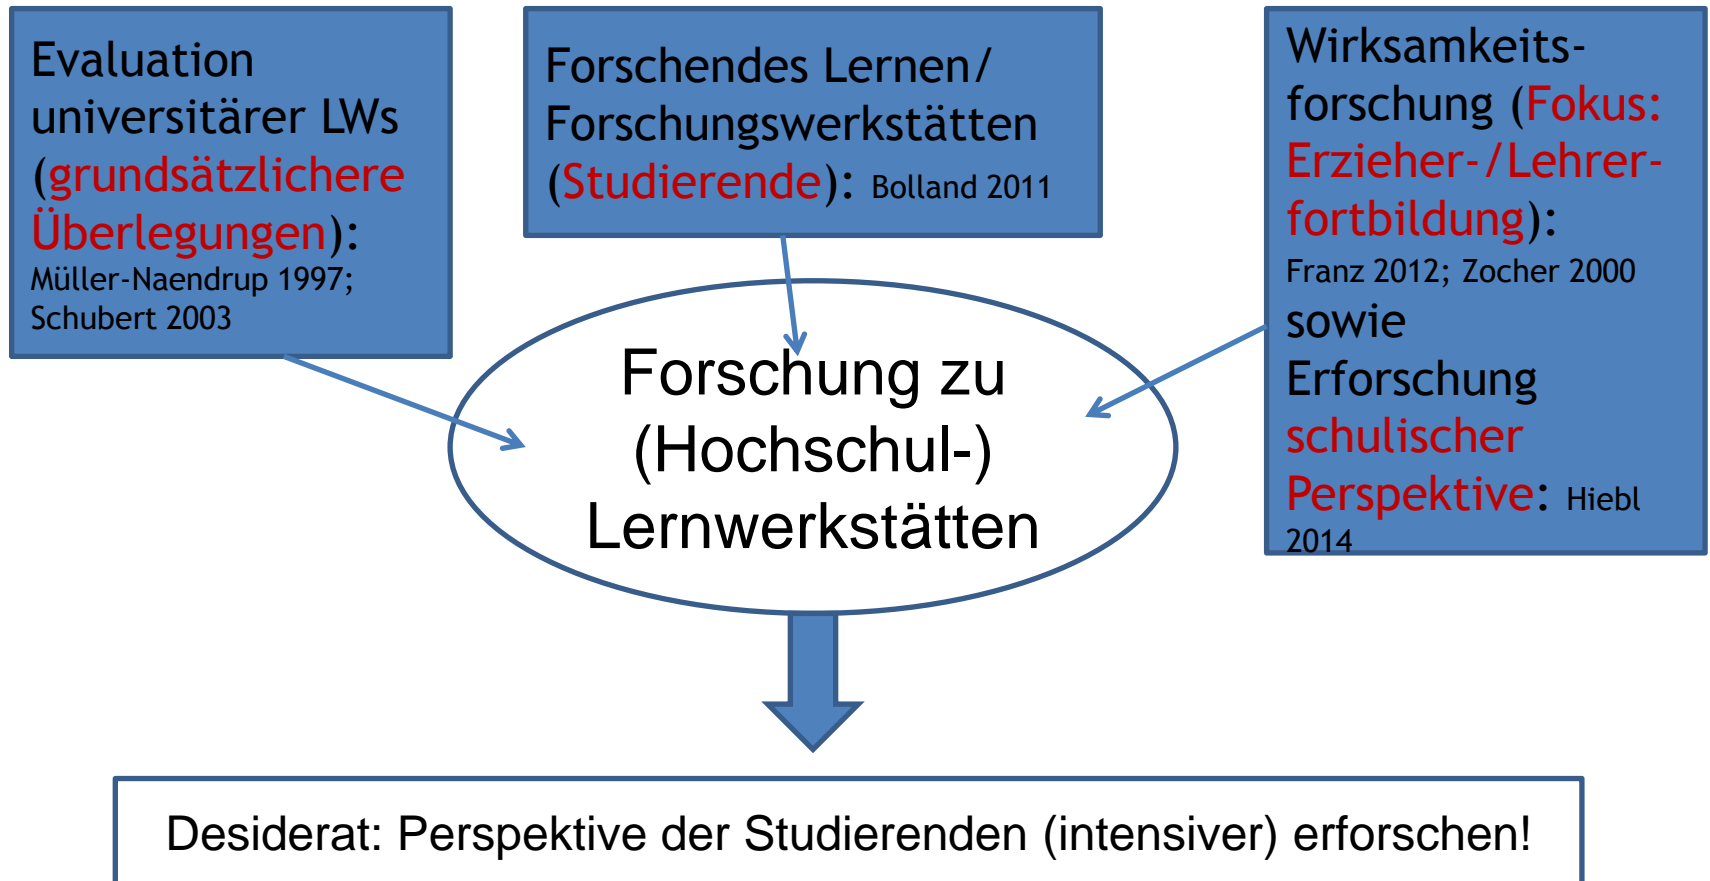 Evaluation
universitärer LWs
(grundsätzlichere
Überlegungen):
Müller-Naendrup 1997;
Schubert 2003
Forschendes Lernen/
Forschungswerkstätten
(Studierende): Bolland 2011
Wirksamkeits-
forschung (Fokus:
Erzieher-/Lehrer-
fortbildung):
Franz 2012; Zocher 2000
sowie
Erforschung
schulischer
Perspektive: Hiebl
2014
Forschung zu
(Hochschul-)
Lernwerkstätten
Desiderat: Perspektive der Studierenden (intensiver) erforschen!